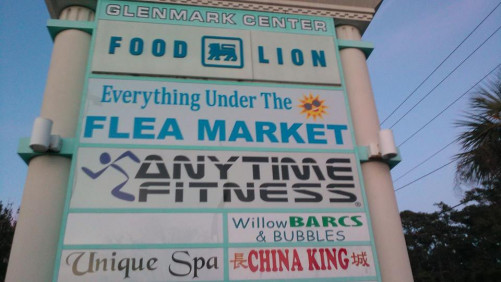 GLENMARK CENTER
FOOD LION
Everything Under The
FLEA MARKET
ANYTIME
FITNESS®
Willow BARCS
& BUBBLES
Unique Spa
長 CHINA KING 城